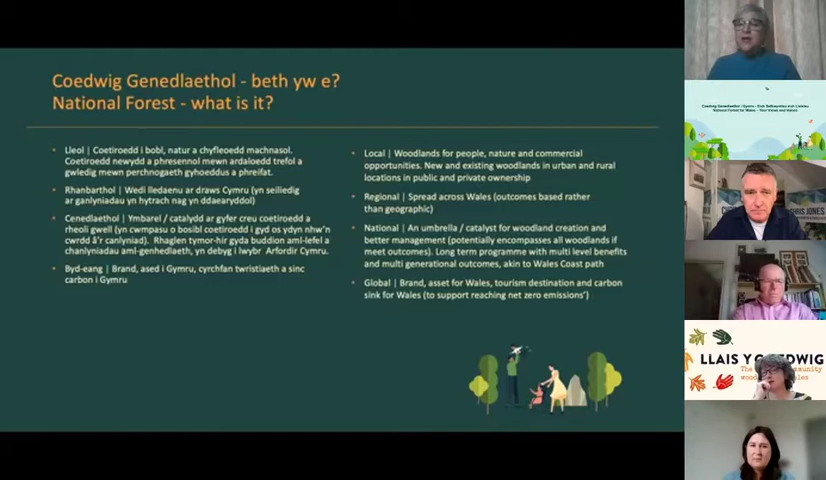 Coedwig Genedlaethol - beth yw e?
National Forest - what is it?
Lleol | Coetiroedd i bobl, natur a chyfleoedd machnasol.
Coetiroedd newydd a phresennol mewn ardaloedd trefol a
gwledig mewn perchnogaeth gyhoeddus a phreifat.
Rhanbarthol | Wedi lledaenu ar draws Cymru (yn seiliedig
ar ganlyniadau yn hytrach nag yn ddaearyddol)
Cenedlaethol | Ymbarel / catalydd ar gyfer creu coetiroedd a
rheoli gwell (yn cwmpasu o bosibl coetiroedd i gyd os ydyn nhw'n
cwrdd â'r canlyniad). Rhaglen tymor-hir gyda buddion aml-lefel a
chanlyniadau aml-genhedlaeth, yn debyg i lwybr Arfordir Cymru.
Byd-eang | Brand, ased i Gymru, cyrchfan twristiaeth a sinc
carbon i Gymru
Local | Woodlands for people, nature and commercial
opportunities. New and existing woodlands in urban and rural
locations in public and private ownership
Regional | Spread across Wales (outcomes based rather
than geographic)
National | An umbrella / catalyst for woodland creation and
better management (potentially encompasses all woodlands if
meet outcomes). Long term programme with multi level benefits
and multi generational outcomes, akin to Wales Coast path
Global | Brand, asset for Wales, tourism destination and carbon
sink for Wales (to support reaching net zero emissions')
Coedwig Genedlaethol i Gymru
National Forest for Wales - Your Views and Values
CHRIS JONES
LLAIS Y